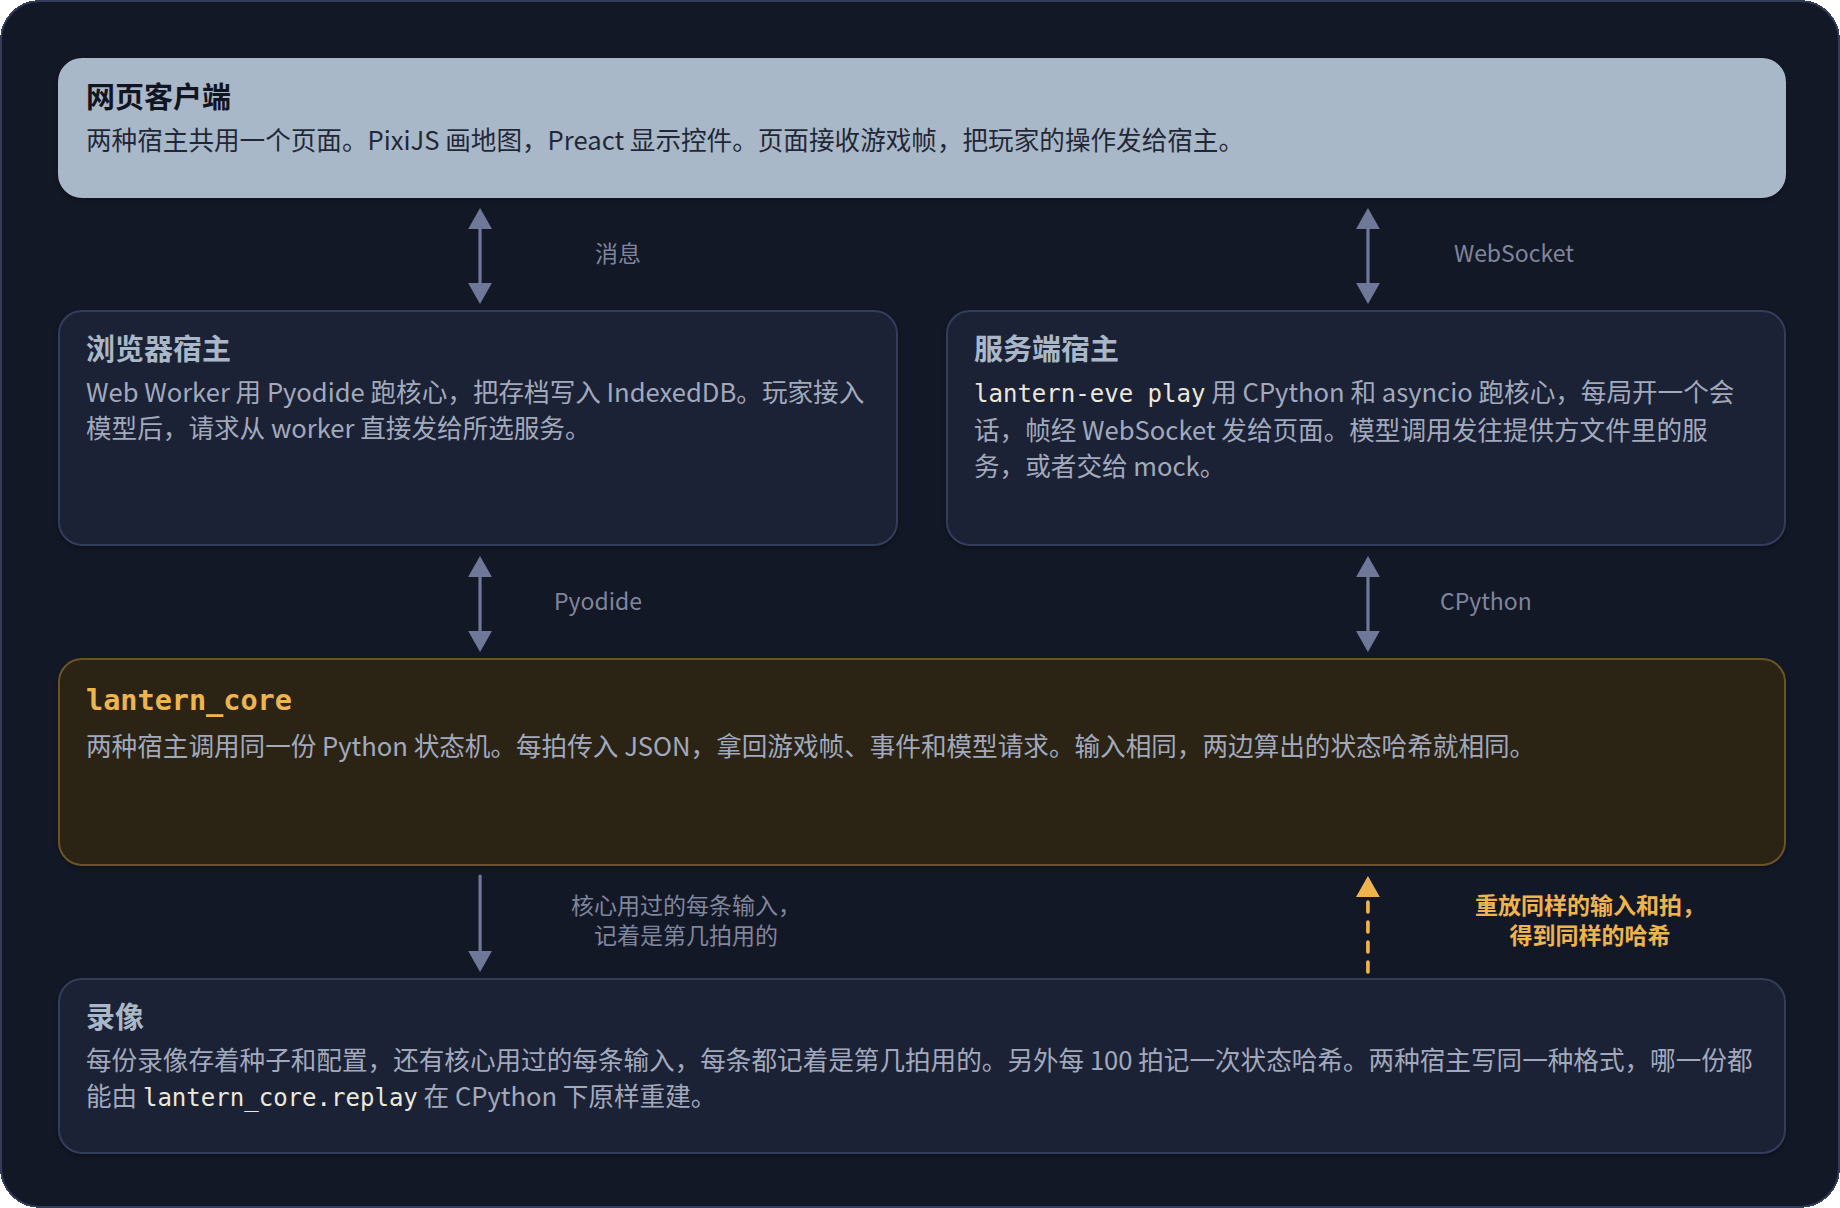 网页客户端
两种宿主共用一个页面。PixiJS 画地图，Preact 显示控件。页面接收游戏帧，把玩家的操作发给宿主。
消息
WebSocket
浏览器宿主
Web Worker 用 Pyodide 跑核心，把存档写入 IndexedDB。玩家接入
模型后，请求从 worker 直接发给所选服务。
服务端宿主
lantern-eve play 用 CPython 和 asyncio 跑核心，每局开一个会
话，帧经 WebSocket 发给页面。模型调用发往提供方文件里的服
务，或者交给 mock。
Pyodide
CPython
lantern_core
两种宿主调用同一份 Python 状态机。每拍传入 JSON，拿回游戏帧、事件和模型请求。输入相同，两边算出的状态哈希就相同。
核心用过的每条输入，
记着是第几拍用的
重放同样的输入和拍，
得到同样的哈希
录像
每份录像存着种子和配置，还有核心用过的每条输入，每条都记着是第几拍用的。另外每 100 拍记一次状态哈希。两种宿主写同一种格式，哪一份都
能由 lantern_core.replay 在 CPython 下原样重建。